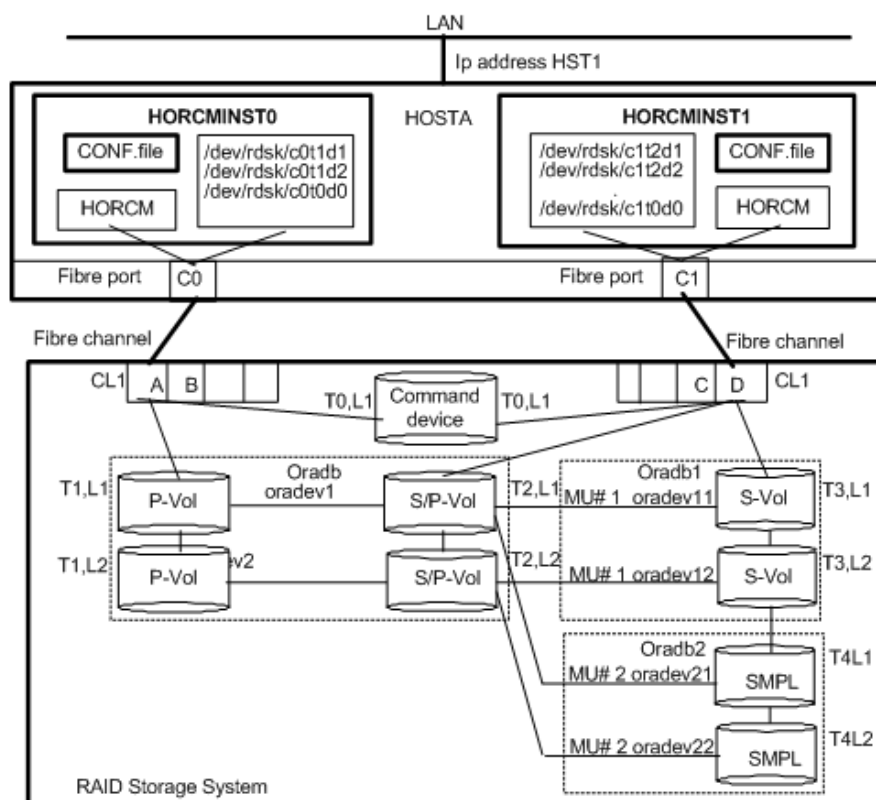 LAN
Ip address HST1
HORCMINST0
HOSTA
HORCMINST1
CONF.file
/dev/rdsk/c0t1d1
/dev/rdsk/c0t1d2
/dev/rdsk/c0t0d0
HORCM
/dev/rdsk/c1t2d1
/dev/rdsk/c1t2d2
.
/dev/rdsk/c1t0d0
CONF.file
HORCM
Fibre port
C0
Fibre port
C1
Fibre channel
Fibre channel
CL1
A
B
C
D
CL1
T0,L1
Command
device
T0,L1
Oradb
oradev1
Oradb1
T1,L1
P-Vol
S/P-Vol
T2,L1
MU# 1 oradev11
S-Vol
T3,L1
T1,L2
P-Vol
ev2
S/P-Vol
T2,L2
MU# 1 oradev12
S-Vol
T3,L2
Oradb2
MU# 2 oradev21
SMPL
T4L1
MU# 2 oradev22
SMPL
T4L2
RAID Storage System